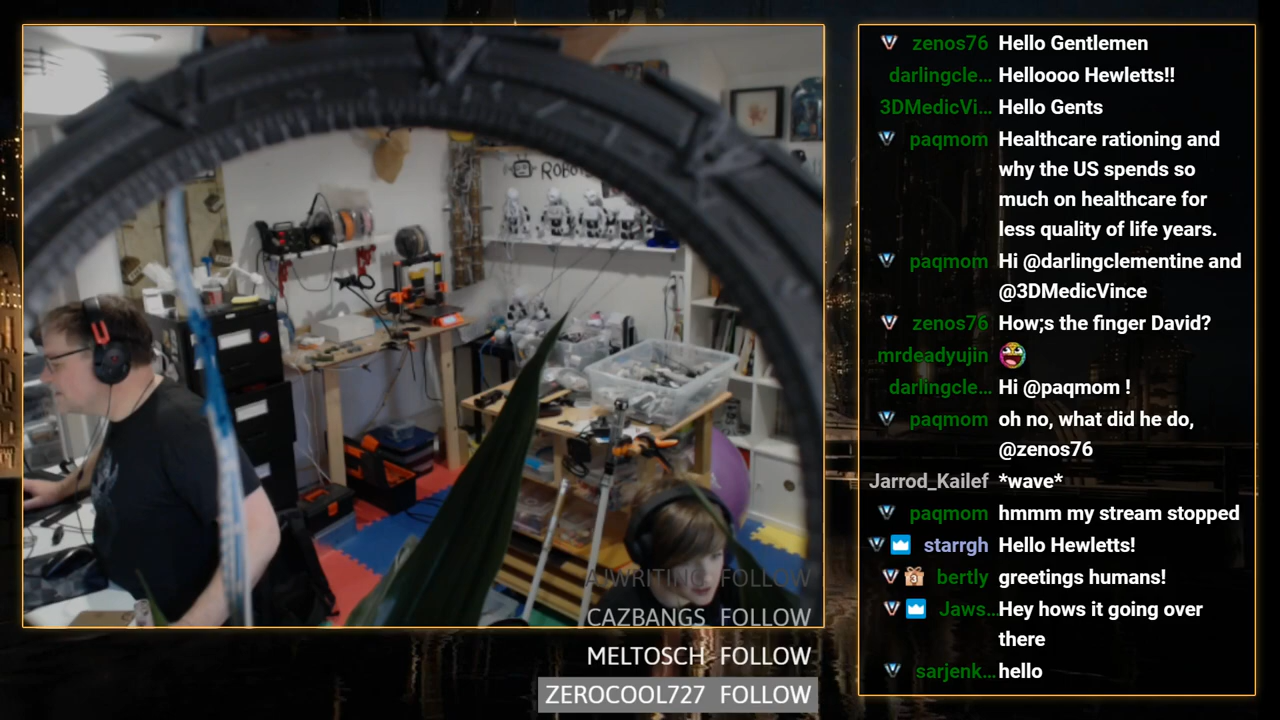 zenos76 Hello Gentlemen
darlingcle... Helloooo Hewletts!!
3DMedicVi... Hello Gents
paqmom Healthcare rationing and
why the US spends so
much on healthcare for
less quality of life years.
paqmom Hi @darlingclementine and
@3DMedicVince
zenos76 How;s the finger David?
mrdeadyujin
darlingcle... Hi @paqmom !
paqmom oh no, what did he do,
@zenos76
Jarrod_Kailef *wave*
paqmom hmmm my stream stopped
starrgh Hello Hewletts!
3 bertly greetings humans!
Jaws... Hey hows it going over
there
sarjenk... hello
AJWRITING FOLLOW
CAZBANGS FOLLOW
MELTOSCH FOLLOW
ZEROCOOL727 FOLLOW